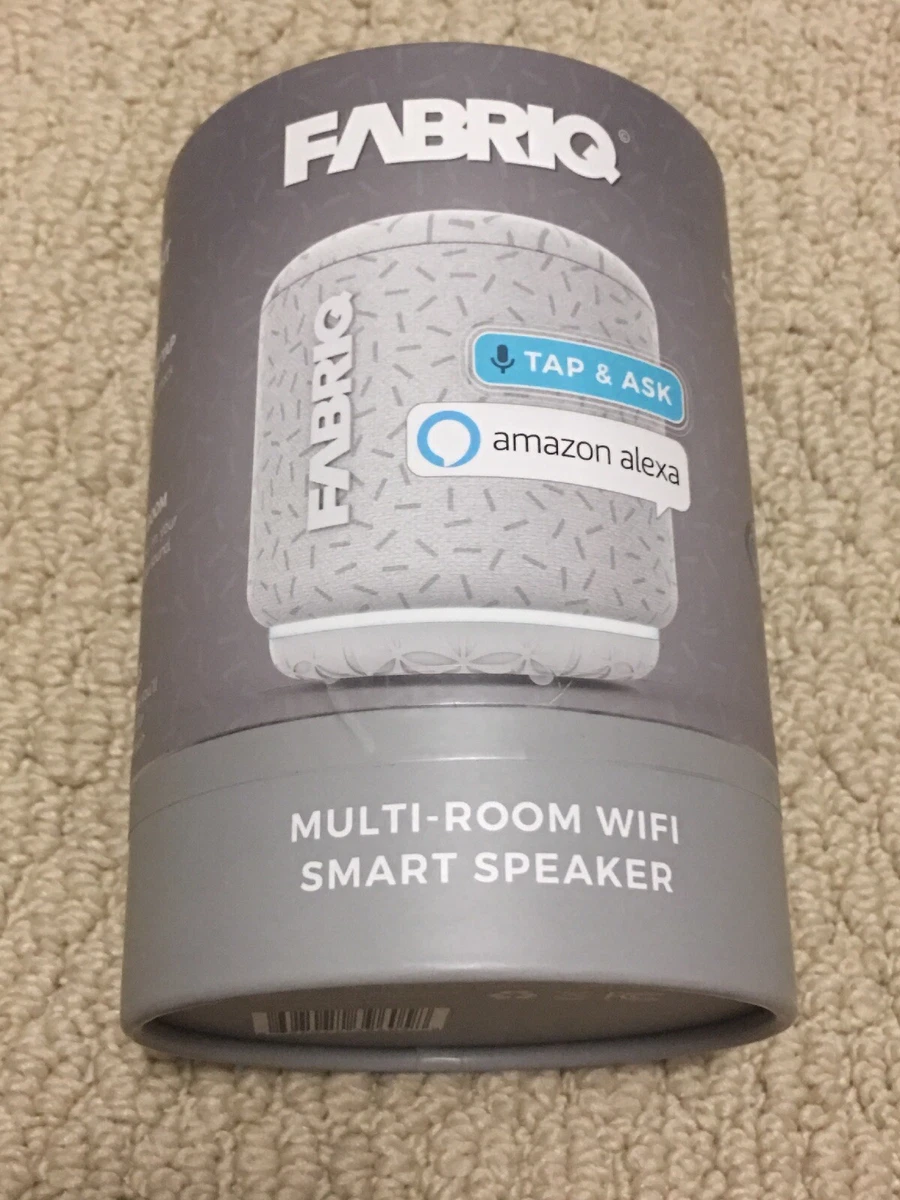 FABRIQ
FABRIQ
TAP & ASK
amazon alexa
MULTI-ROOM WIFI
SMART SPEAKER